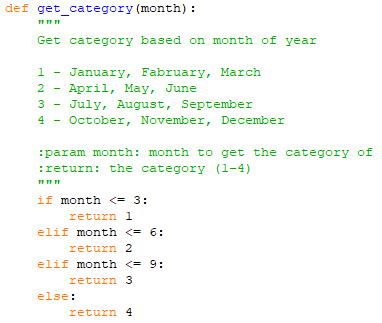 def get_category(month):
    """
    Get category based on month of year

    1 - January, Fabruary, March
    2 - April, May, June
    3 - July, August, September
    4 - October, November, December

    :param month: month to get the category of
    :return: the category (1-4)
    """
    if month <= 3:
        return 1
    elif month <= 6:
        return 2
    elif month <= 9:
        return 3
    else:
        return 4